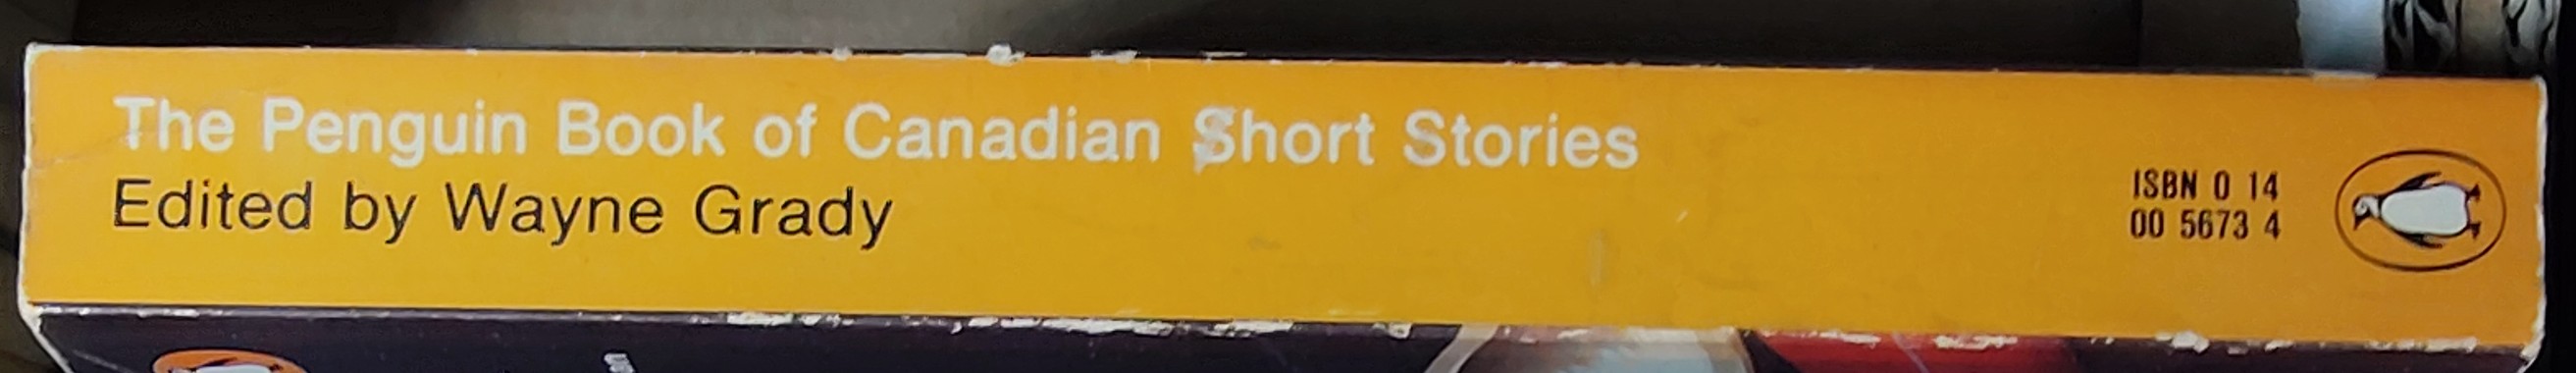 The Penguin Book of Canadian Short Stories
Edited by Wayne Grady
ISBN 0 14
00 5673 4